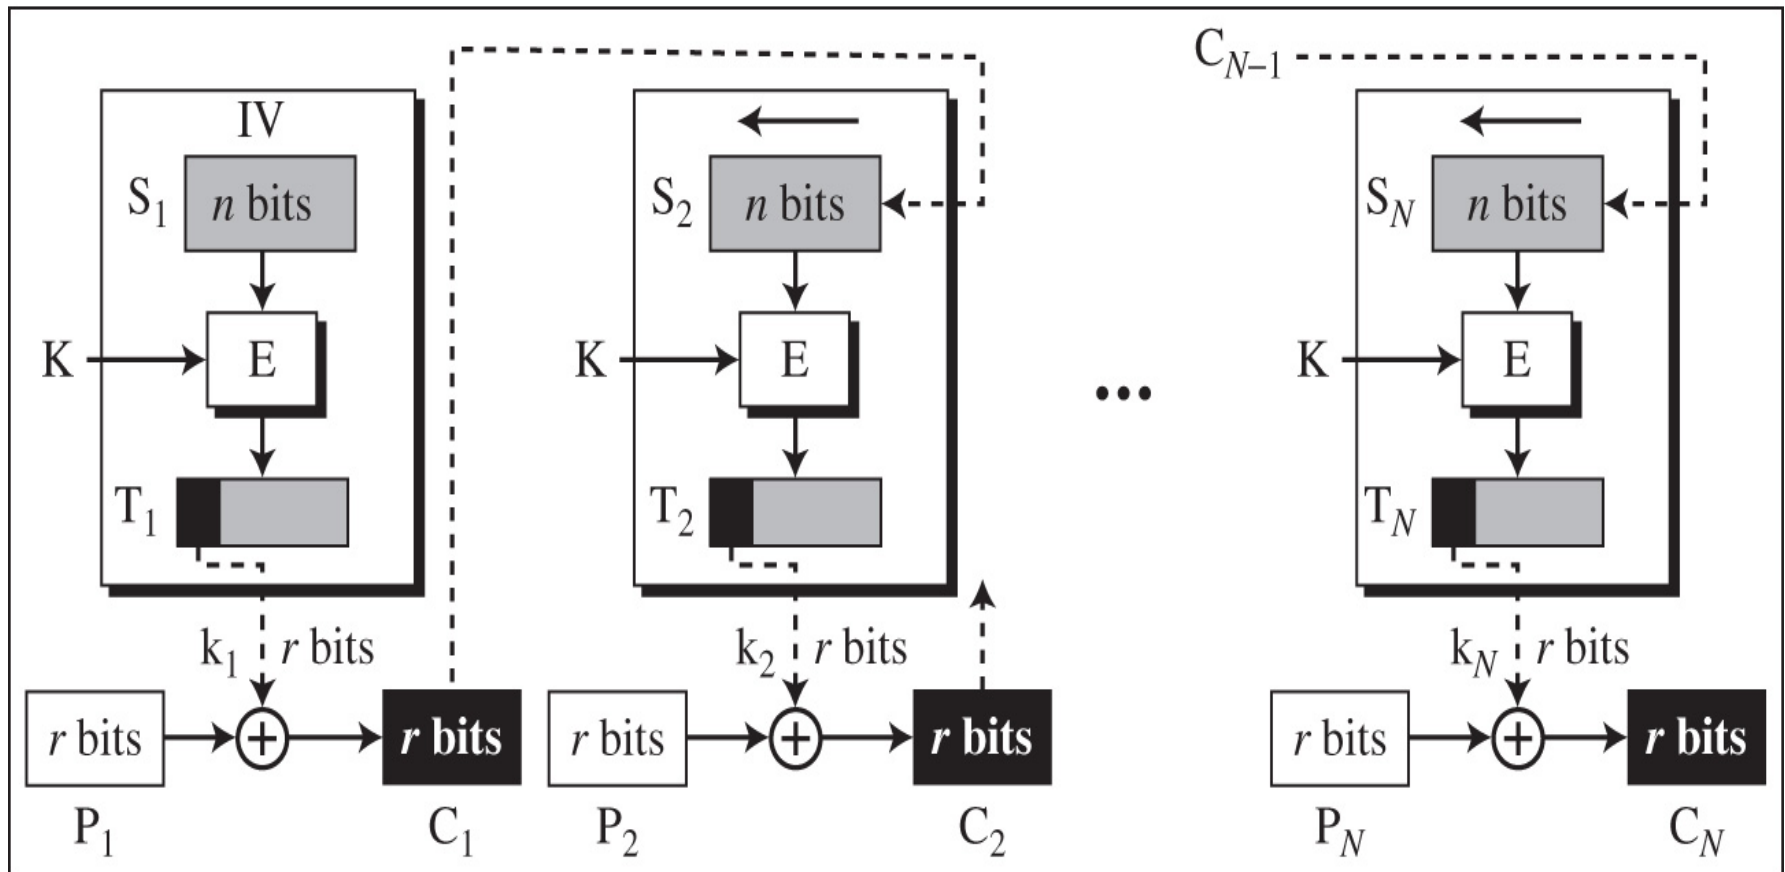 C_{N–1}
IV
S_1 n bits S_2 n bits S_N n bits
K E K E ••• K E
T_1 T_2 T_N
k_1 r bits k_2 r bits k_N r bits
r bits + r bits r bits + r bits r bits + r bits
P_1 C_1 P_2 C_2 P_N C_N